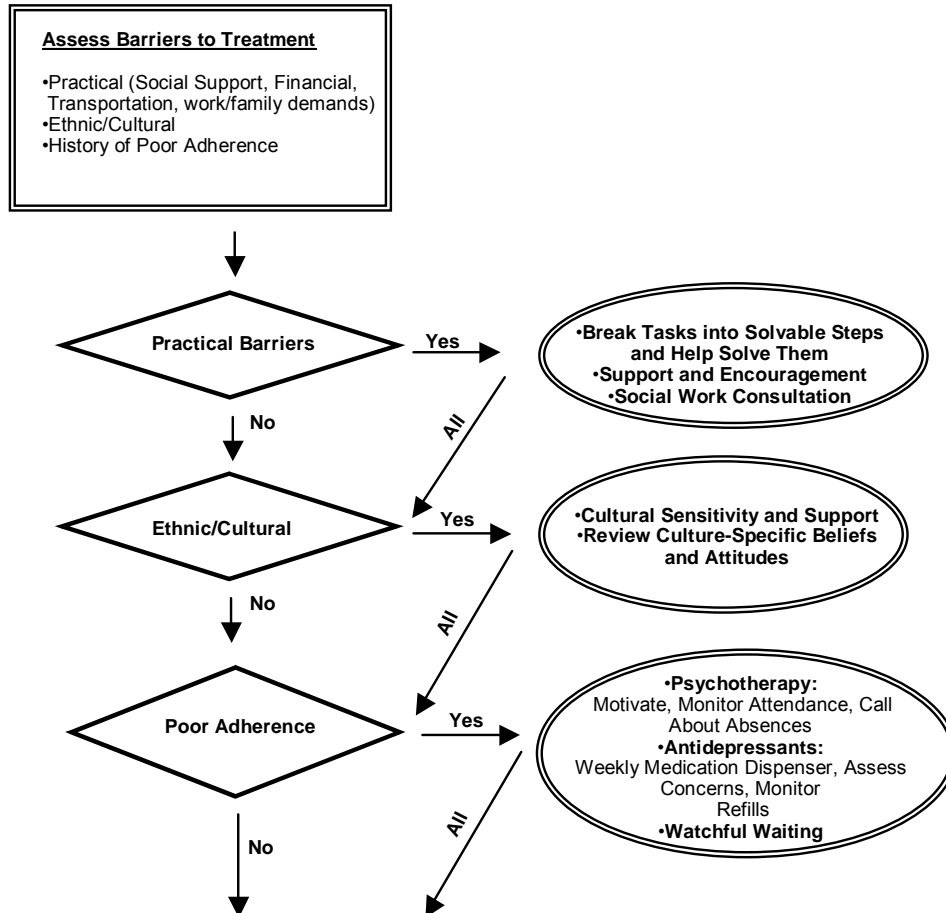 Assess Barriers to Treatment
•Practical (Social Support, Financial,
Transportation, work/family demands)
•Ethnic/Cultural
•History of Poor Adherence
Practical Barriers
Yes
•Break Tasks into Solvable Steps
and Help Solve Them
•Support and Encouragement
•Social Work Consultation
No
All
Ethnic/Cultural
Yes
•Cultural Sensitivity and Support
•Review Culture-Specific Beliefs
and Attitudes
No
All
Poor Adherence
Yes
•Psychotherapy:
Motivate, Monitor Attendance, Call
About Absences
•Antidepressants:
Weekly Medication Dispenser, Assess
Concerns, Monitor
Refills
•Watchful Waiting
No
All